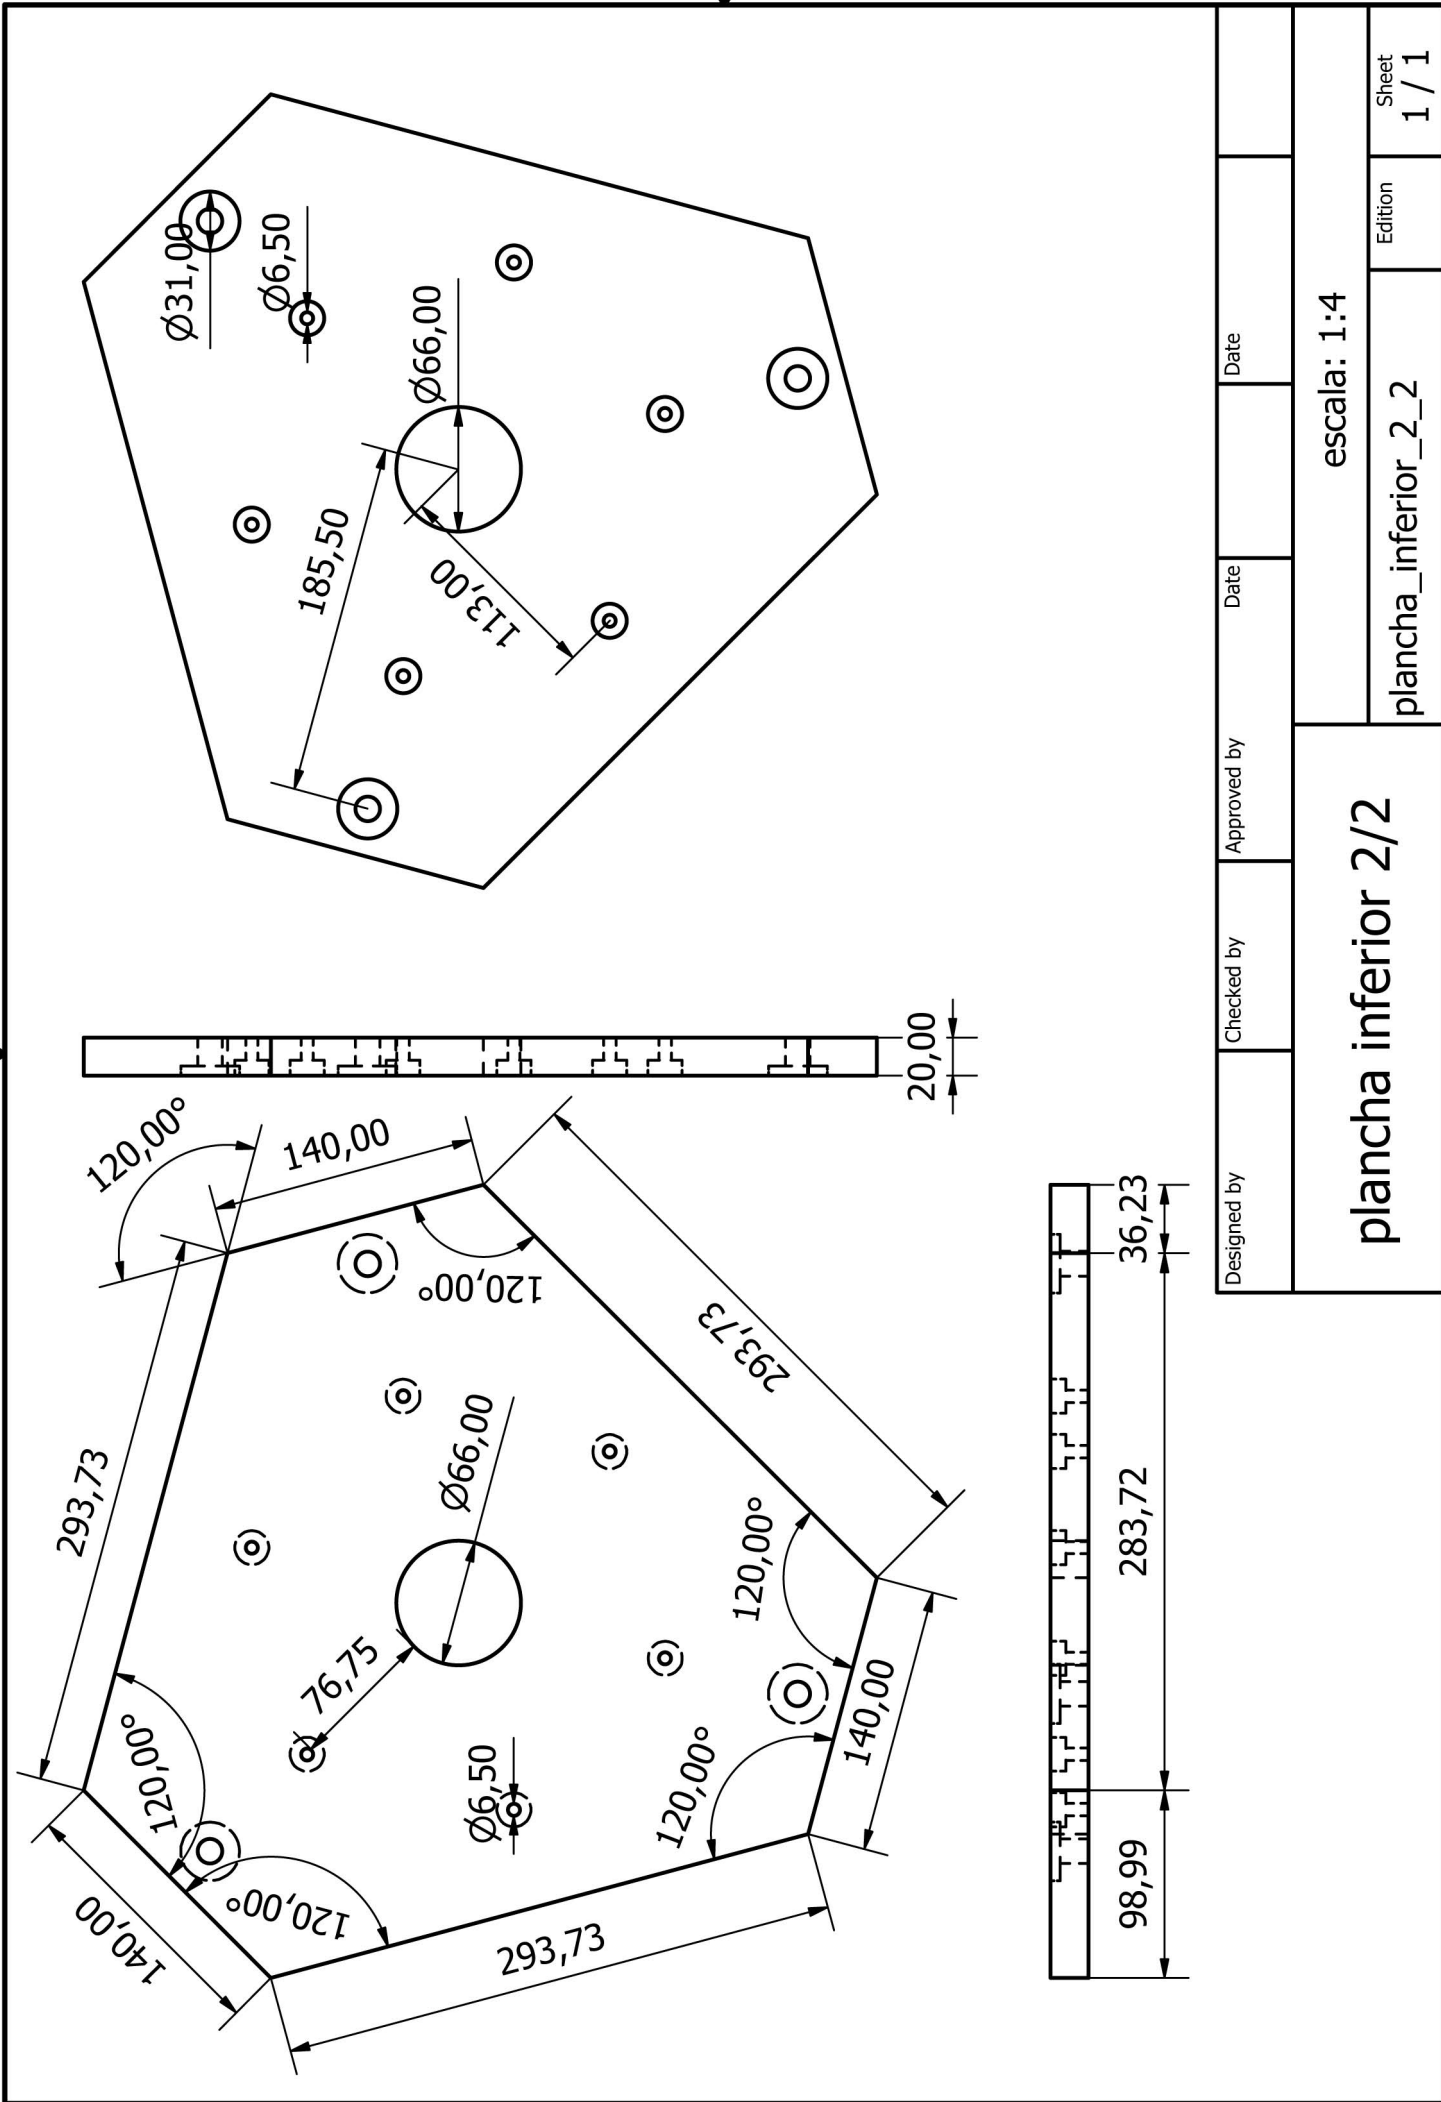 120,00°
140,00
293,73
120,00°
293,73
Ø66,00
76,75
120,00°
120,00°
140,00
120,00°
Ø6,50
120,00°
140,00
293,73
20,00
Ø31,00
Ø6,50
Ø66,00
185,50
113,00
98,99
283,72
36,23
Designed by
Checked by
Approved by
Date
Date
plancha inferior 2/2
escala: 1:4
plancha_inferior_2_2
Edition
Sheet
1 / 1